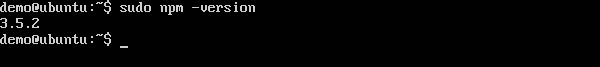 demo@ubuntu:~$ sudo npm -version
3.5.2
demo@ubuntu:~$ _